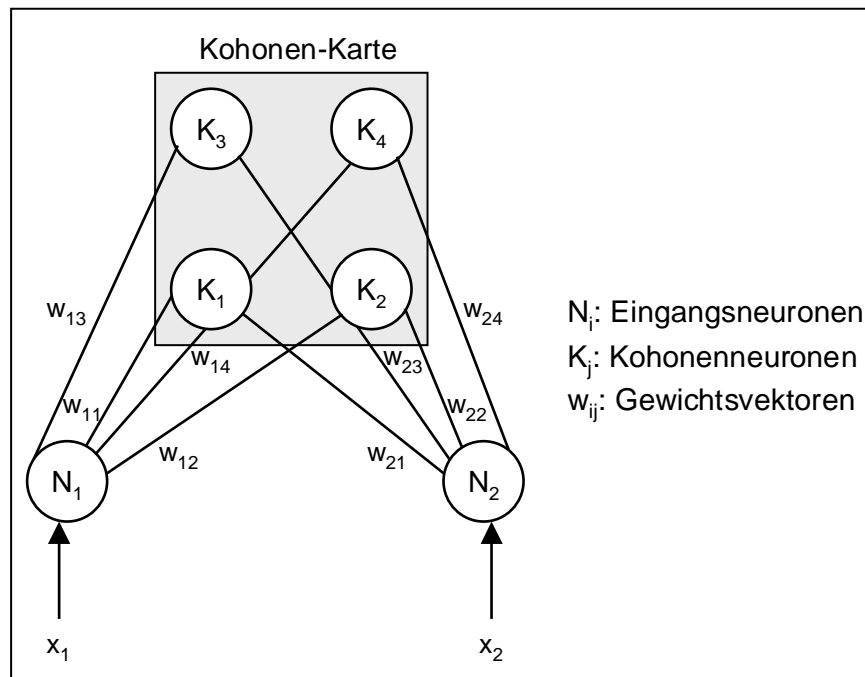 Kohonen-Karte
K₃ K₄
K₁ K₂
w₁₃ w₂₄
w₁₄ w₂₃
w₁₁ w₂₂
w₁₂ w₂₁
N₁ N₂
x₁ x₂
Nᵢ: Eingangsneuronen
Kⱼ: Kohonenneuronen
wᵢⱼ: Gewichtsvektoren